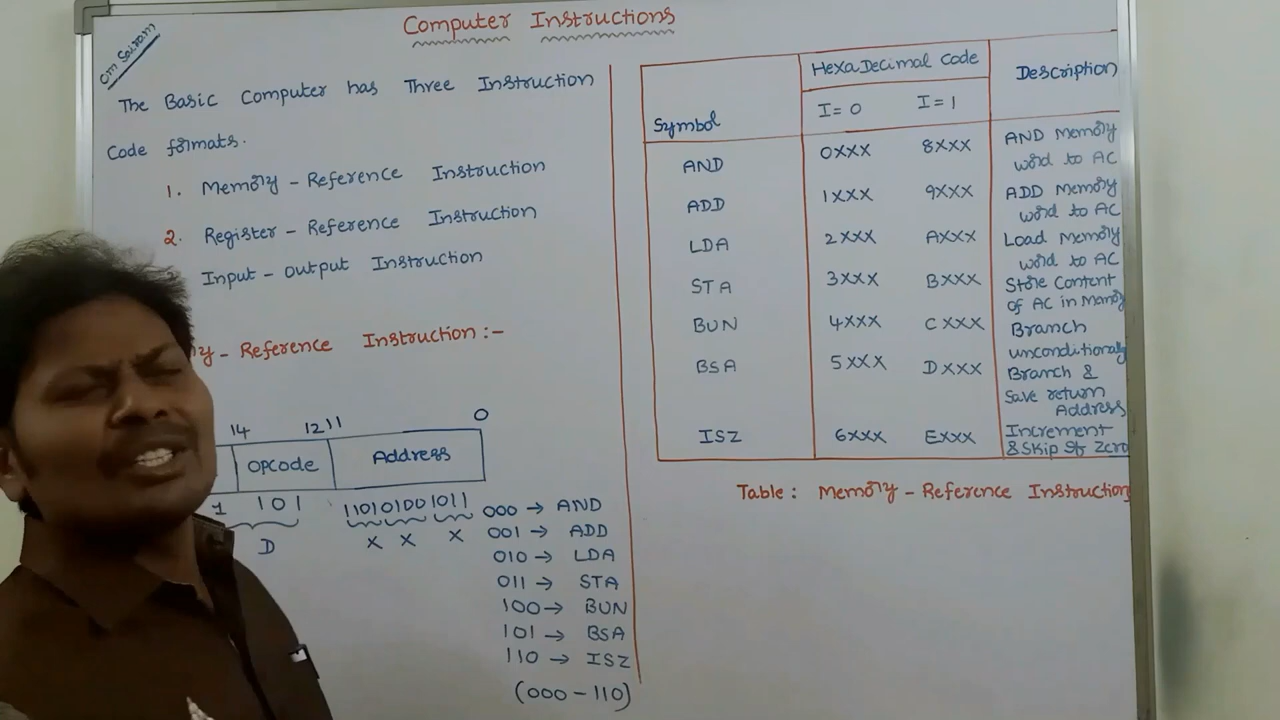 Om Sairam
Computer Instructions
The Basic Computer has Three Instruction
Code formats.
1. Memory - Reference Instruction
2. Register - Reference Instruction
Input - Output Instruction
y - Reference Instruction :-
14 12 11 0
Opcode Address
1 101 110101001011
D X X X
000 → AND
001 → ADD
010 → LDA
011 → STA
100 → BUN
101 → BSA
110 → ISZ
(000 - 110)
Symbol HexaDecimal Code Description
I = 0 I = 1
AND 0XXX 8XXX AND Memory
word to AC
ADD 1XXX 9XXX ADD Memory
word to AC
LDA 2XXX AXXX Load Memory
word to AC
STA 3XXX BXXX Store Content
of AC in Memory
BUN 4XXX CXXX Branch
unconditionally
BSA 5XXX DXXX Branch &
Save return
Address
ISZ 6XXX EXXX Increment
& Skip If Zero
Table : Memory - Reference Instruction